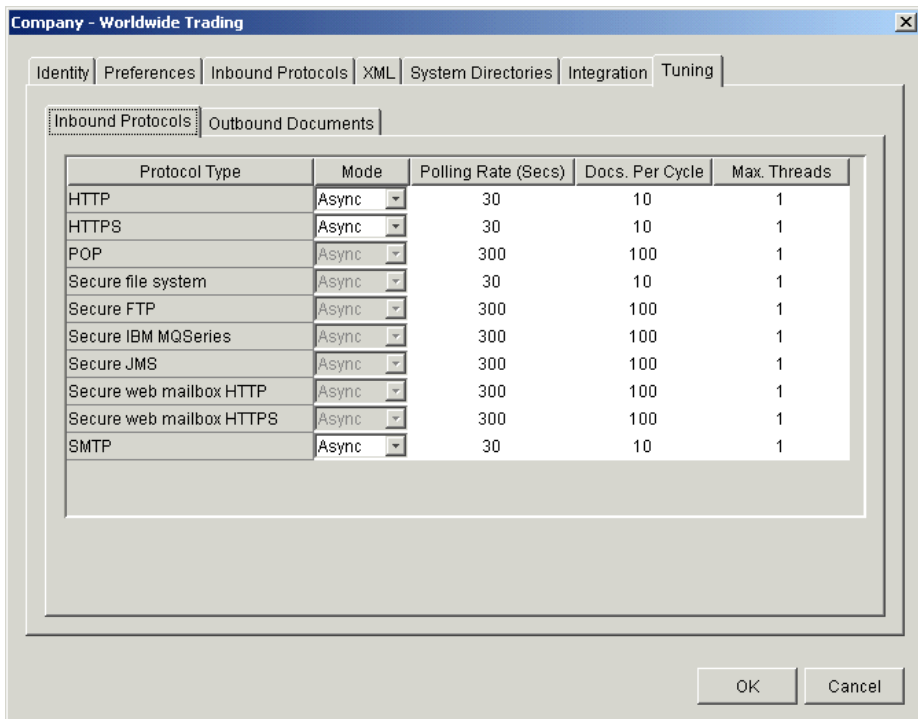 Company - Worldwide Trading
Identity Preferences Inbound Protocols XML System Directories Integration Tuning
Inbound Protocols Outbound Documents
Protocol Type Mode Polling Rate (Secs) Docs. Per Cycle Max. Threads
HTTP Async 30 10 1
HTTPS Async 30 10 1
POP Async 300 100 1
Secure file system Async 30 10 1
Secure FTP Async 300 100 1
Secure IBM MQSeries Async 300 100 1
Secure JMS Async 300 100 1
Secure web mailbox HTTP Async 300 100 1
Secure web mailbox HTTPS Async 300 100 1
SMTP Async 30 10 1
OK Cancel